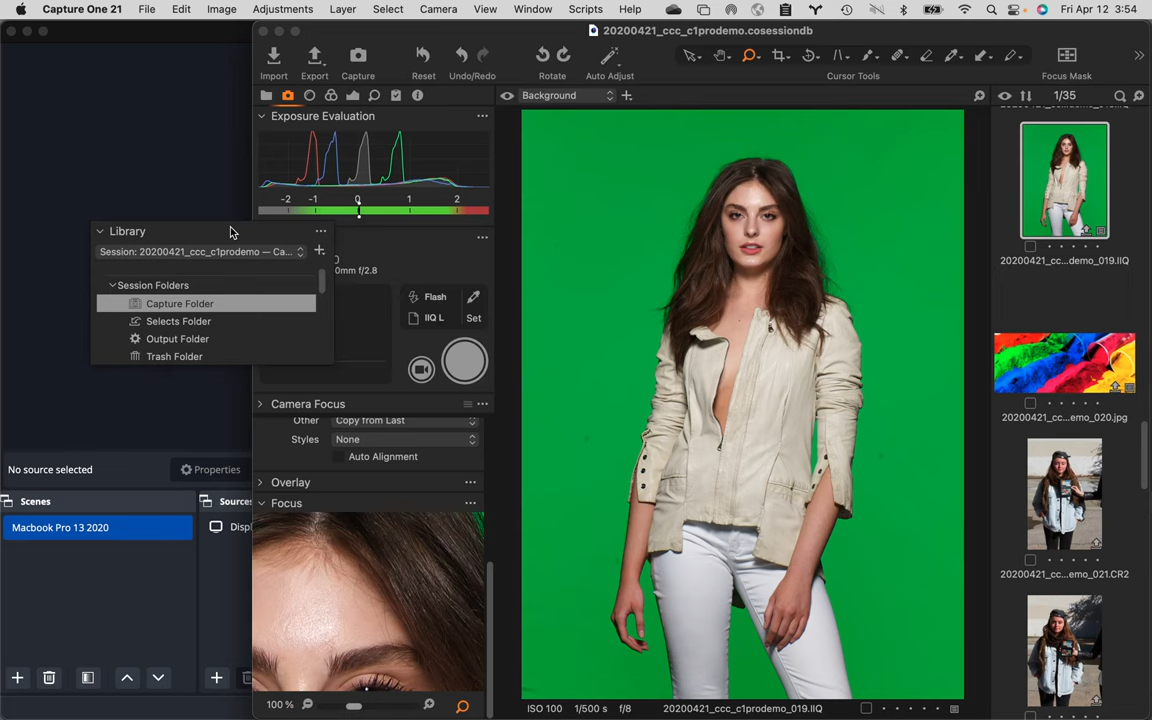 Capture One 21 File Edit Image Adjustments Layer Select Camera View Window Scripts Help Fri Apr 12 3:54
20200421_ccc_c1prodemo.cosessiondb
Import Export Capture Reset Undo/Redo Rotate Auto Adjust Cursor Tools Focus Mask
Background 1/35
Exposure Evaluation
-2 -1 0 1 2
Library
Session: 20200421_ccc_c1prodemo — Ca...
0mm f/2.8
Session Folders
Capture Folder
Selects Folder
Output Folder
Trash Folder
Flash
IIQ L Set
Camera Focus
Other Copy from Last
Styles None
Auto Alignment
Overlay
Focus
100 %
No source selected Properties
Scenes Sources
Macbook Pro 13 2020 Displ
20200421_cc...demo_019.IIQ
20200421_cc...emo_020.jpg
20200421_cc...emo_021.CR2
ISO 100 1/500 s f/8 20200421_ccc_c1prodemo_019.IIQ